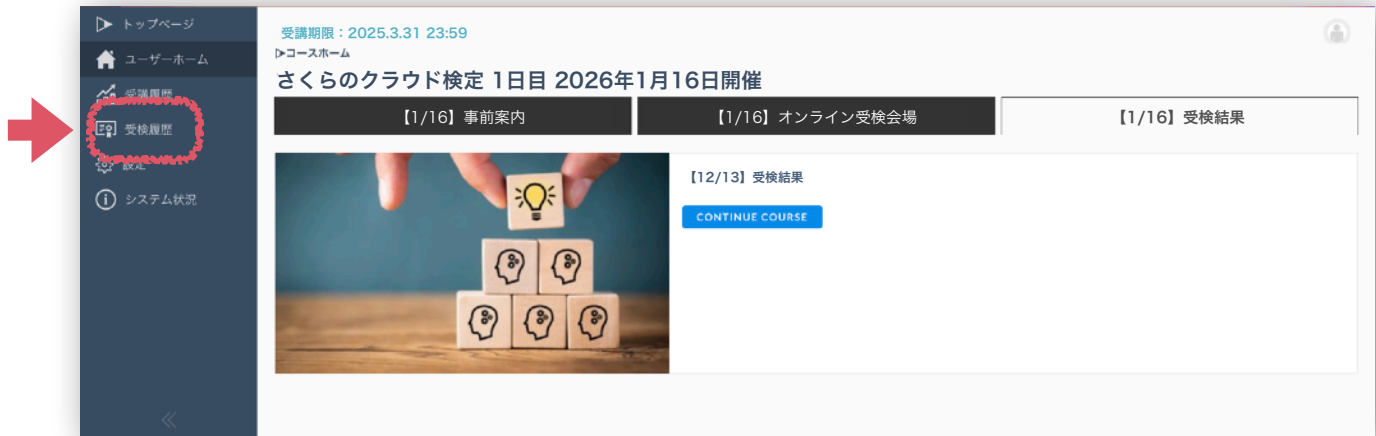 トップページ
ユーザーホーム
受講履歴
受検履歴
設定
システム状況
受講期限：2025.3.31 23:59
コースホーム
さくらのクラウド検定 1日目 2026年1月16日開催
【1/16】事前案内
【1/16】オンライン受検会場
【1/16】受検結果
【12/13】受検結果
CONTINUE COURSE